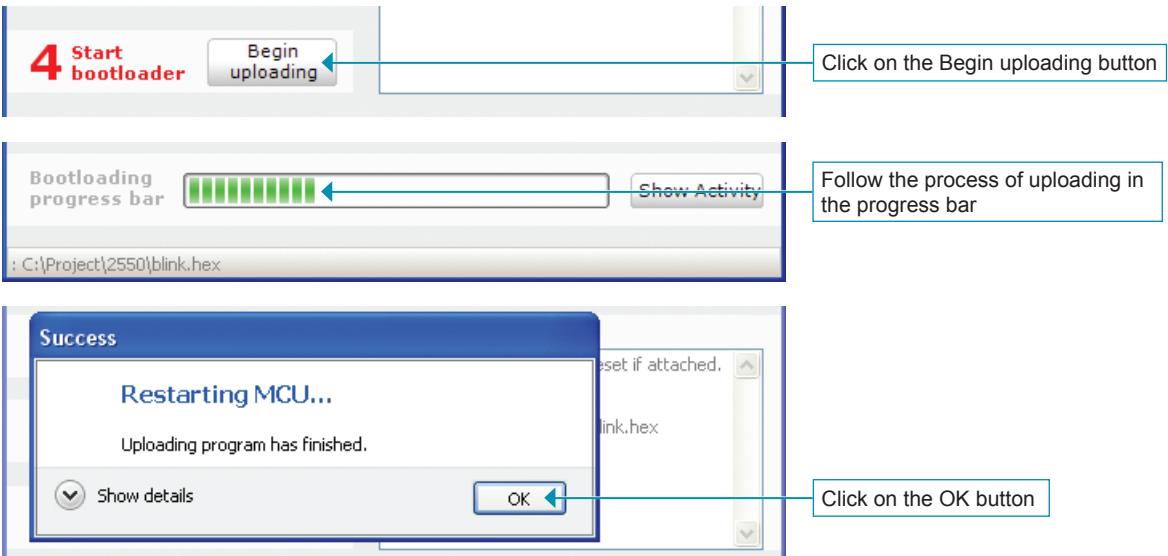 4 Start
bootloader
Begin
uploading
Click on the Begin uploading button
Bootloading
progress bar
Show Activity
Follow the process of uploading in
the progress bar
: C:\Project\2550\blink.hex
Success
eset if attached.
Restarting MCU...
link.hex
Uploading program has finished.
Show details
OK
Click on the OK button